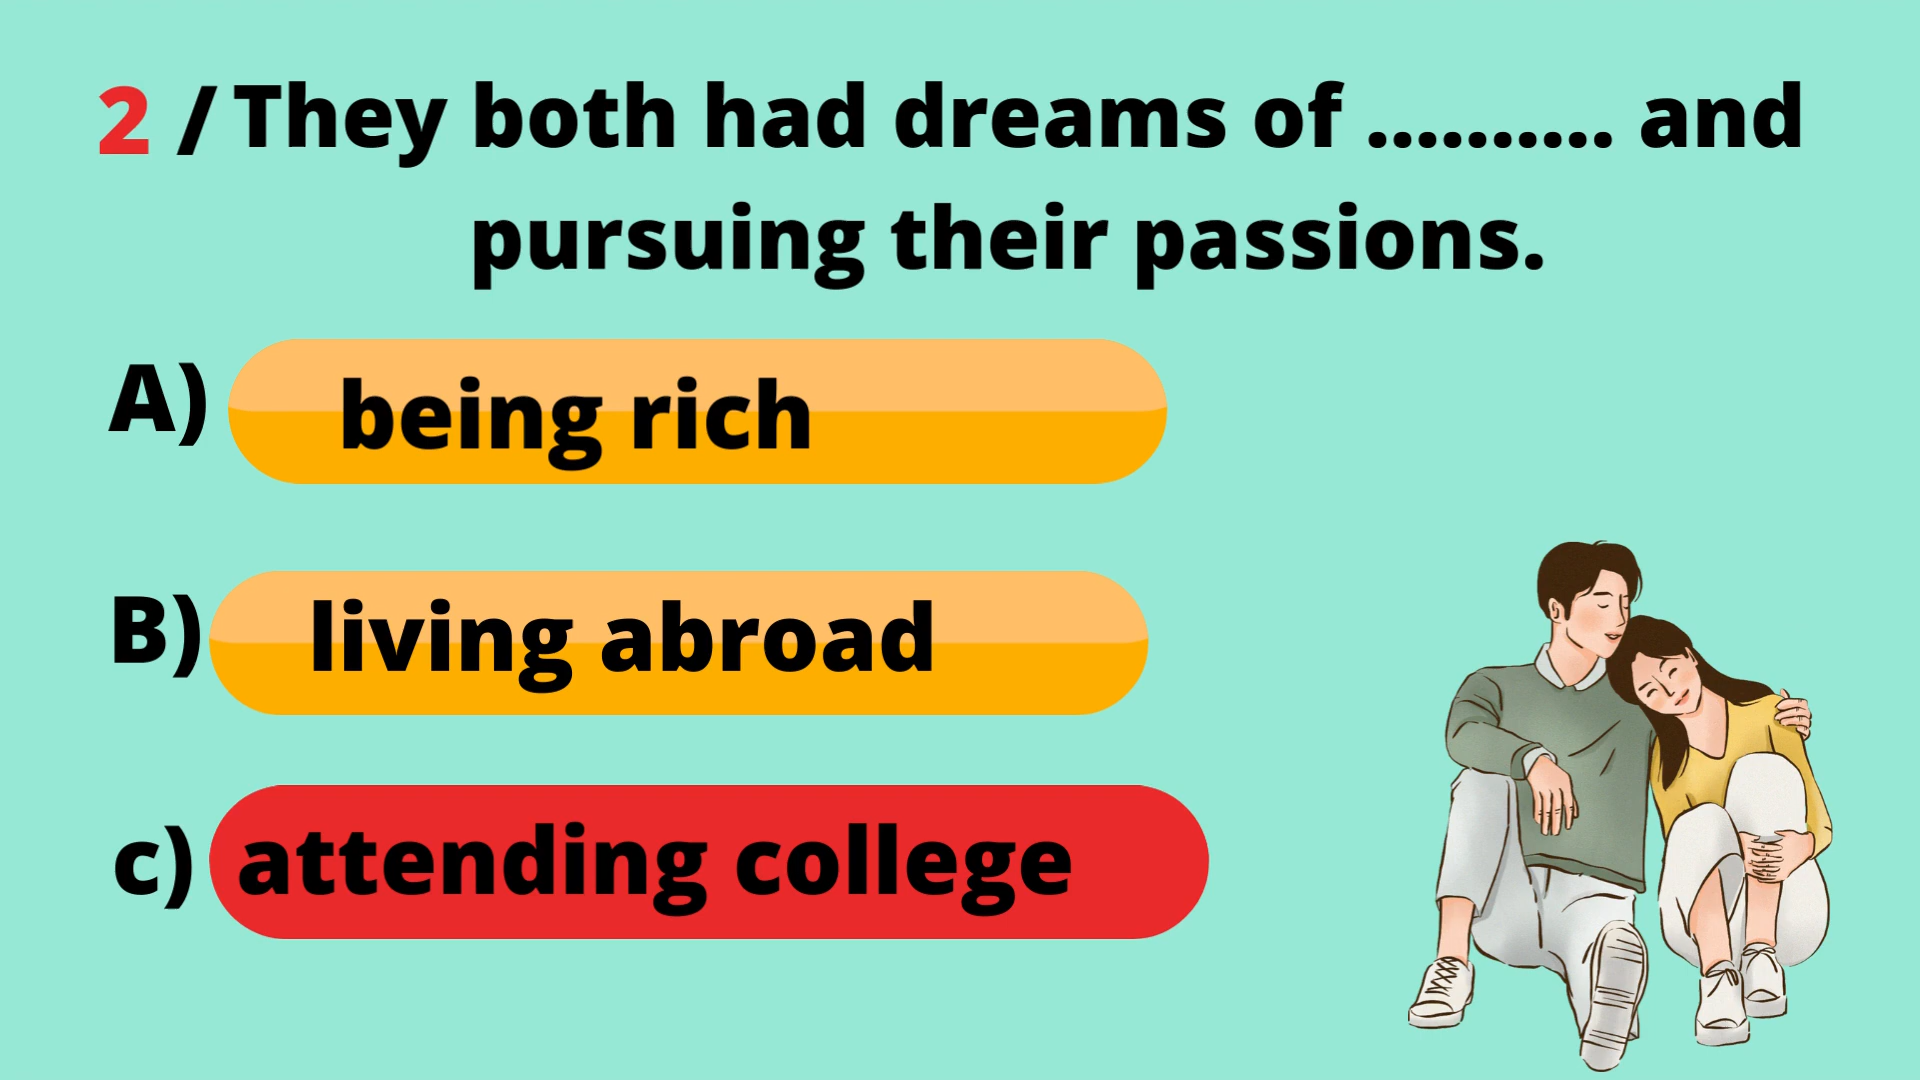 2 / They both had dreams of .......... and
pursuing their passions.
A) being rich
B) living abroad
c) attending college